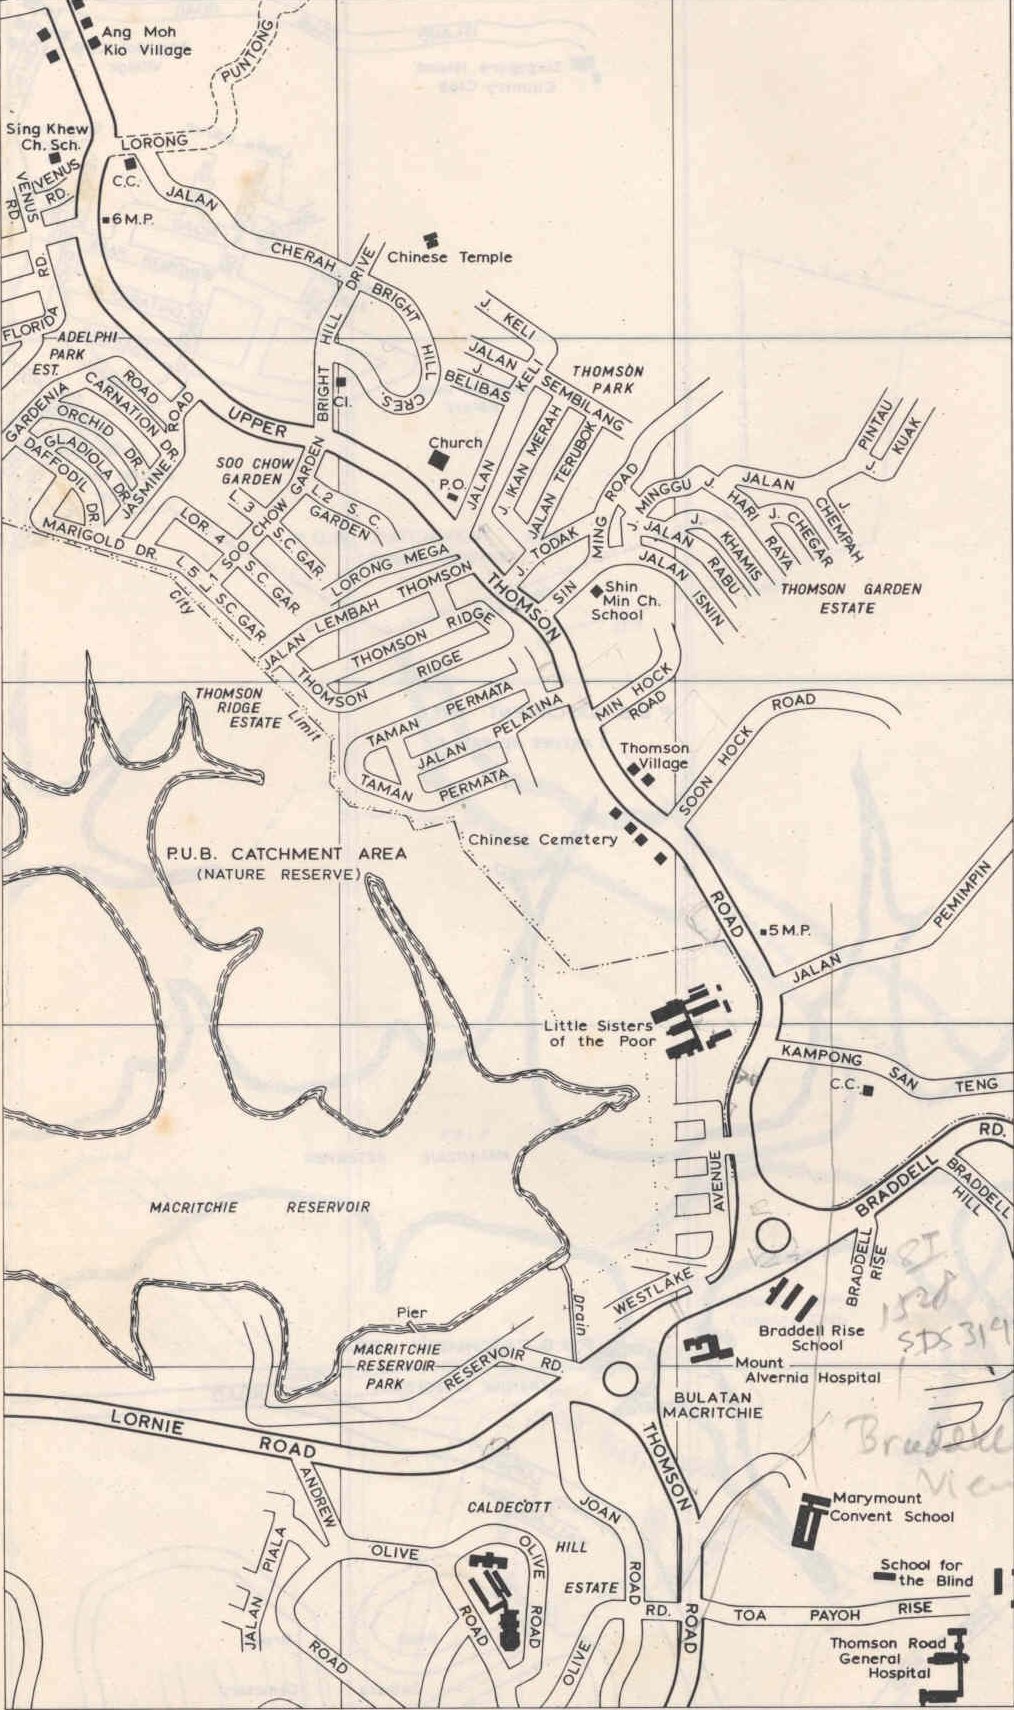 Ang Moh
Kio Village
PUNTONG
LORONG
Sing Khew
Ch. Sch.
C.C.
VENUS
RD.
VENUS
RD.
6 M.P.
JALAN
CHERAH
Chinese Temple
DRIVE
HILL
BRIGHT
BRIGHT
HILL
CRES
C.I.
RD.
FLORIDA
ADELPHI
PARK
EST.
ROAD
CARNATION DR.
GARDENIA
ROAD
ORCHID DR.
GLADIOLA DR.
DAFFODIL DR
JASMINE
MARIGOLD DR.
UPPER
THOMSON
ROAD
J. KELI
JALAN
KELI
J.
BELIBAS
SEMBILANG
THOMSON
PARK
Church
P.O.
JALAN
J. IKAN MERAH
JALAN TERUBOK
J. TODAK
SIN
MING
ROAD
J. MINGGU
J.
HARI
RAYA
JALAN
J. CHEMPAH
J. CHEGAR
J. PINTAU
J. KUAK
J. KHAMIS
JALAN RABU
JALAN ISNIN
THOMSON GARDEN
ESTATE
Shin
Min Ch.
School
SOO CHOW
GARDEN
SOO CHOW GARDEN
L. 3
S.C. GAR
L. 2 S. C.
GARDEN
LOR. 4
S.C. GAR
L. 5
L. 1
S.C. GAR
City
Limit
LORONG MEGA
JALAN LEMBAH THOMSON
THOMSON RIDGE
THOMSON RIDGE
THOMSON
RIDGE
ESTATE
TAMAN PERMATA
JALAN PELATINA
TAMAN PERMATA
MIN HOCK
ROAD
Thomson
Village
SOON HOCK ROAD
Chinese Cemetery
P.U.B. CATCHMENT AREA
(NATURE RESERVE)
5 M.P.
JALAN PEMIMPIN
Little Sisters
of the Poor
KAMPONG SAN TENG
C.C.
BRADDELL RD.
BRADDELL
HILL
BRADDELL
RISE
AVENUE
WESTLAKE
MACRITCHIE RESERVOIR
Drain
Pier
MACRITCHIE
RESERVOIR
PARK
RESERVOIR RD.
Braddell Rise
School
Mount
Alvernia Hospital
BULATAN
MACRITCHIE
LORNIE ROAD
THOMSON
ROAD
ANDREW
ROAD
CALDECOTT
HILL
ESTATE
JOAN
ROAD
OLIVE
ROAD
OLIVE ROAD
OLIVE
RD.
JALAN PIALA
Marymount
Convent School
School for
the Blind
TOA PAYOH RISE
Thomson Road
General
Hospital
1528
SDS 319
Braddell
View